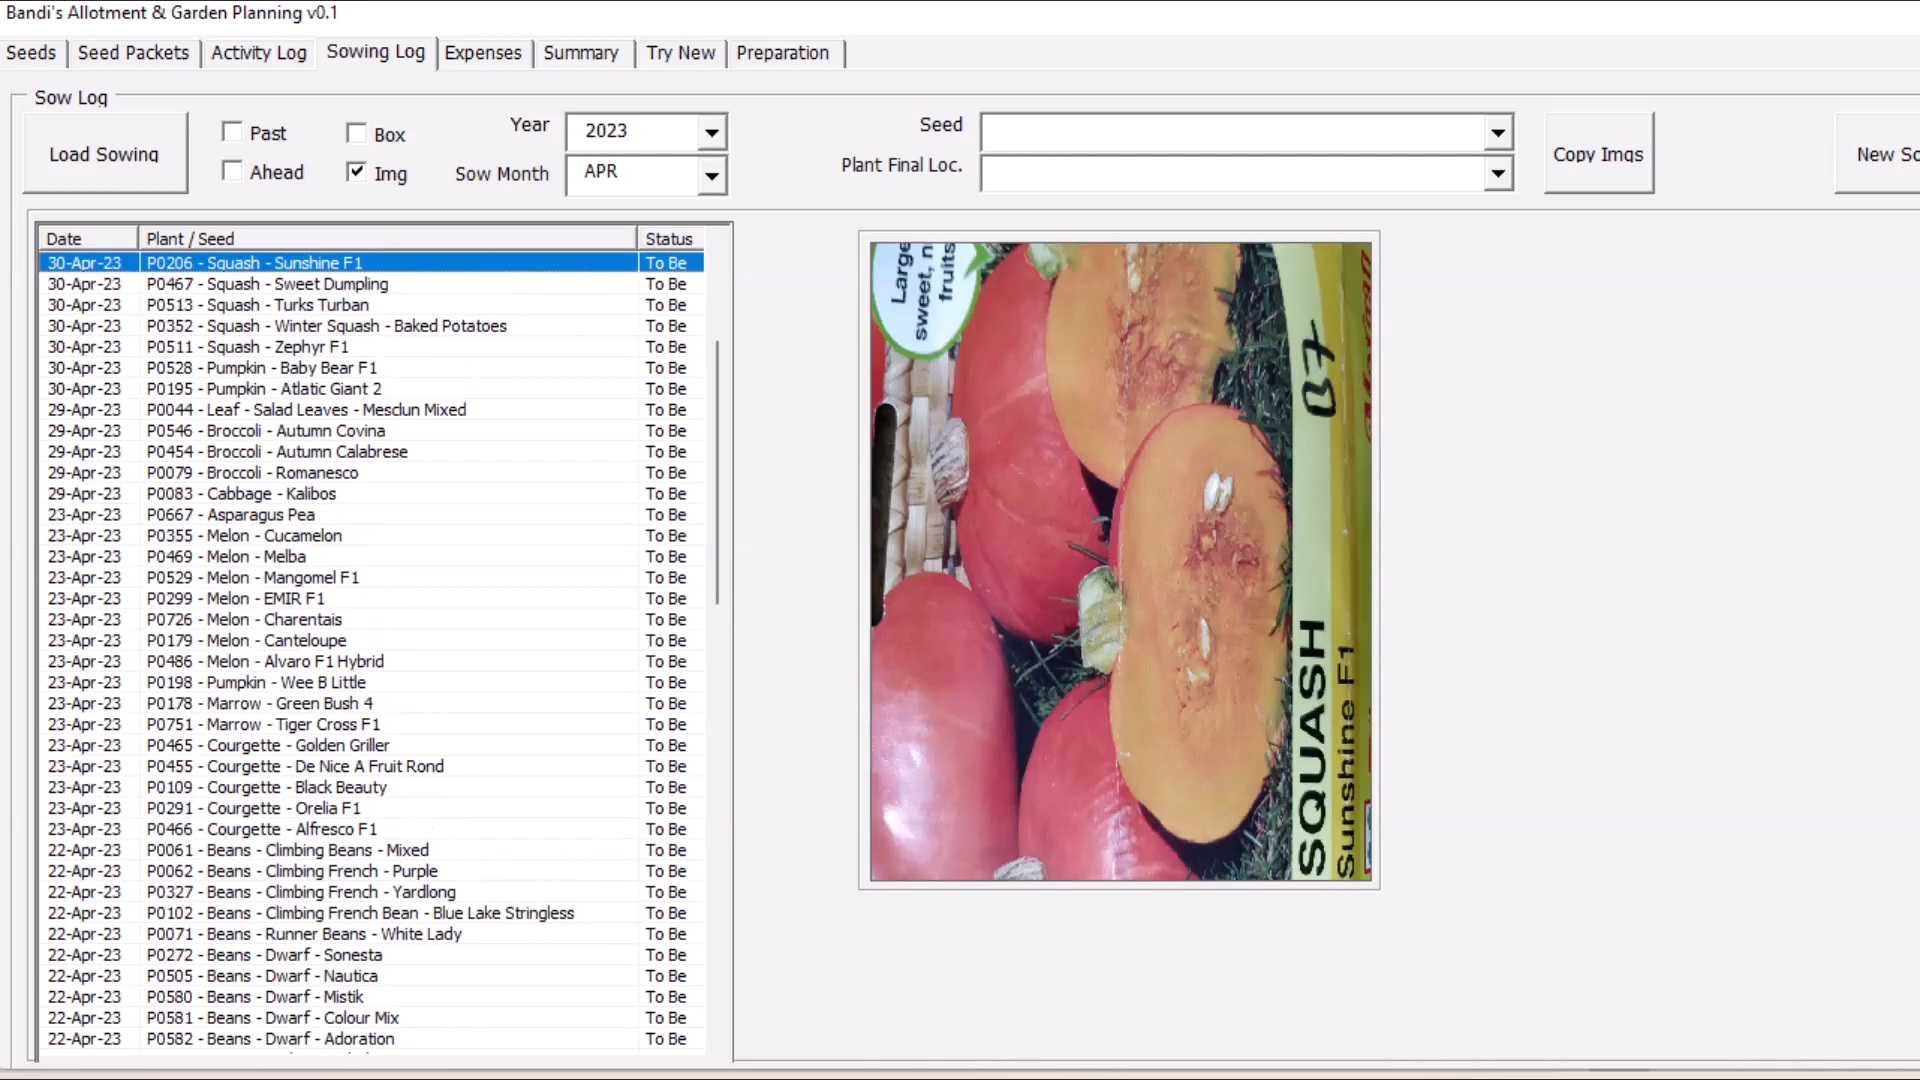 Bandi's Allotment & Garden Planning v0.1
Seeds Seed Packets Activity Log Sowing Log Expenses Summary Try New Preparation
Sow Log
Load Sowing
Past
Box
Ahead
Img
Year 2023
Sow Month APR
Seed
Plant Final Loc.
Copy Imgs
New So
Date Plant / Seed Status
30-Apr-23 P0206 - Squash - Sunshine F1 To Be
30-Apr-23 P0467 - Squash - Sweet Dumpling To Be
30-Apr-23 P0513 - Squash - Turks Turban To Be
30-Apr-23 P0352 - Squash - Winter Squash - Baked Potatoes To Be
30-Apr-23 P0511 - Squash - Zephyr F1 To Be
30-Apr-23 P0528 - Pumpkin - Baby Bear F1 To Be
30-Apr-23 P0195 - Pumpkin - Atlatic Giant 2 To Be
29-Apr-23 P0044 - Leaf - Salad Leaves - Mesclun Mixed To Be
29-Apr-23 P0546 - Broccoli - Autumn Covina To Be
29-Apr-23 P0454 - Broccoli - Autumn Calabrese To Be
29-Apr-23 P0079 - Broccoli - Romanesco To Be
29-Apr-23 P0083 - Cabbage - Kalibos To Be
23-Apr-23 P0667 - Asparagus Pea To Be
23-Apr-23 P0355 - Melon - Cucamelon To Be
23-Apr-23 P0469 - Melon - Melba To Be
23-Apr-23 P0529 - Melon - Mangomel F1 To Be
23-Apr-23 P0299 - Melon - EMIR F1 To Be
23-Apr-23 P0726 - Melon - Charentais To Be
23-Apr-23 P0179 - Melon - Canteloupe To Be
23-Apr-23 P0486 - Melon - Alvaro F1 Hybrid To Be
23-Apr-23 P0198 - Pumpkin - Wee B Little To Be
23-Apr-23 P0178 - Marrow - Green Bush 4 To Be
23-Apr-23 P0751 - Marrow - Tiger Cross F1 To Be
23-Apr-23 P0465 - Courgette - Golden Griller To Be
23-Apr-23 P0455 - Courgette - De Nice A Fruit Rond To Be
23-Apr-23 P0109 - Courgette - Black Beauty To Be
23-Apr-23 P0291 - Courgette - Orelia F1 To Be
23-Apr-23 P0466 - Courgette - Alfresco F1 To Be
22-Apr-23 P0061 - Beans - Climbing Beans - Mixed To Be
22-Apr-23 P0062 - Beans - Climbing French - Purple To Be
22-Apr-23 P0327 - Beans - Climbing French - Yardlong To Be
22-Apr-23 P0102 - Beans - Climbing French Bean - Blue Lake Stringless To Be
22-Apr-23 P0071 - Beans - Runner Beans - White Lady To Be
22-Apr-23 P0272 - Beans - Dwarf - Sonesta To Be
22-Apr-23 P0505 - Beans - Dwarf - Nautica To Be
22-Apr-23 P0580 - Beans - Dwarf - Mistik To Be
22-Apr-23 P0581 - Beans - Dwarf - Colour Mix To Be
22-Apr-23 P0582 - Beans - Dwarf - Adoration To Be
Large
sweet, n
fruits
B7
SQUASH
Sunshine F1